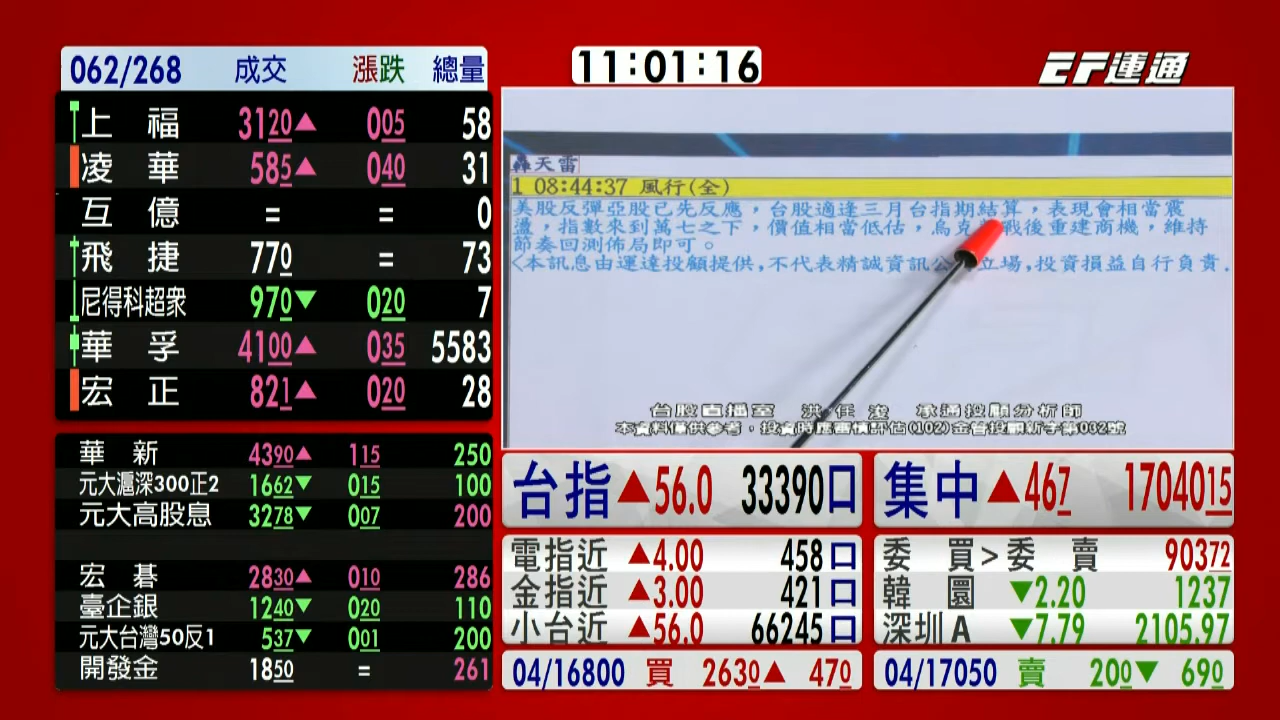 062/268 成交 漲跌 總量
11:01:16
EF運通
上福 3120▲ 005 58
凌華 585▲ 040 31
互億 = = 0
飛捷 770 = 73
尼得科超眾 970▼ 020 7
華孚 4100▲ 035 5583
宏正 821▲ 020 28
華新 4390▲ 115 250
元大滬深300正2 1662▼ 015 100
元大高股息 3278▼ 007 200
宏碁 2830▲ 010 286
臺企銀 1240▼ 020 110
元大台灣50反1 537▼ 001 200
開發金 1850 = 261
轟天雷
1 08:44:37 風行(全)
美股反彈亞股已先反應，台股適逢三月台指期結算，表現會相當震
盪，指數來到萬七之下，價值相當低估，烏克 戰後重建商機，維持
節奏回測佈局即可。
<本訊息由運達投顧提供,不代表精誠資訊公 立場,投資損益自行負責.
台股直播室 洪任浚 承通投顧分析師
本資料僅供參考，投資時應審慎評估(102)金管投顧新字第032號
台指▲56.0 33390口
電指近 ▲4.00 458口
金指近 ▲3.00 421口
小台近 ▲56.0 66245口
04/16800 買 2630▲ 470
集中▲467 1704015
委買>委賣 90372
韓國 ▼2.20 1237
深圳A ▼7.79 2105.97
04/17050 賣 200▼ 690